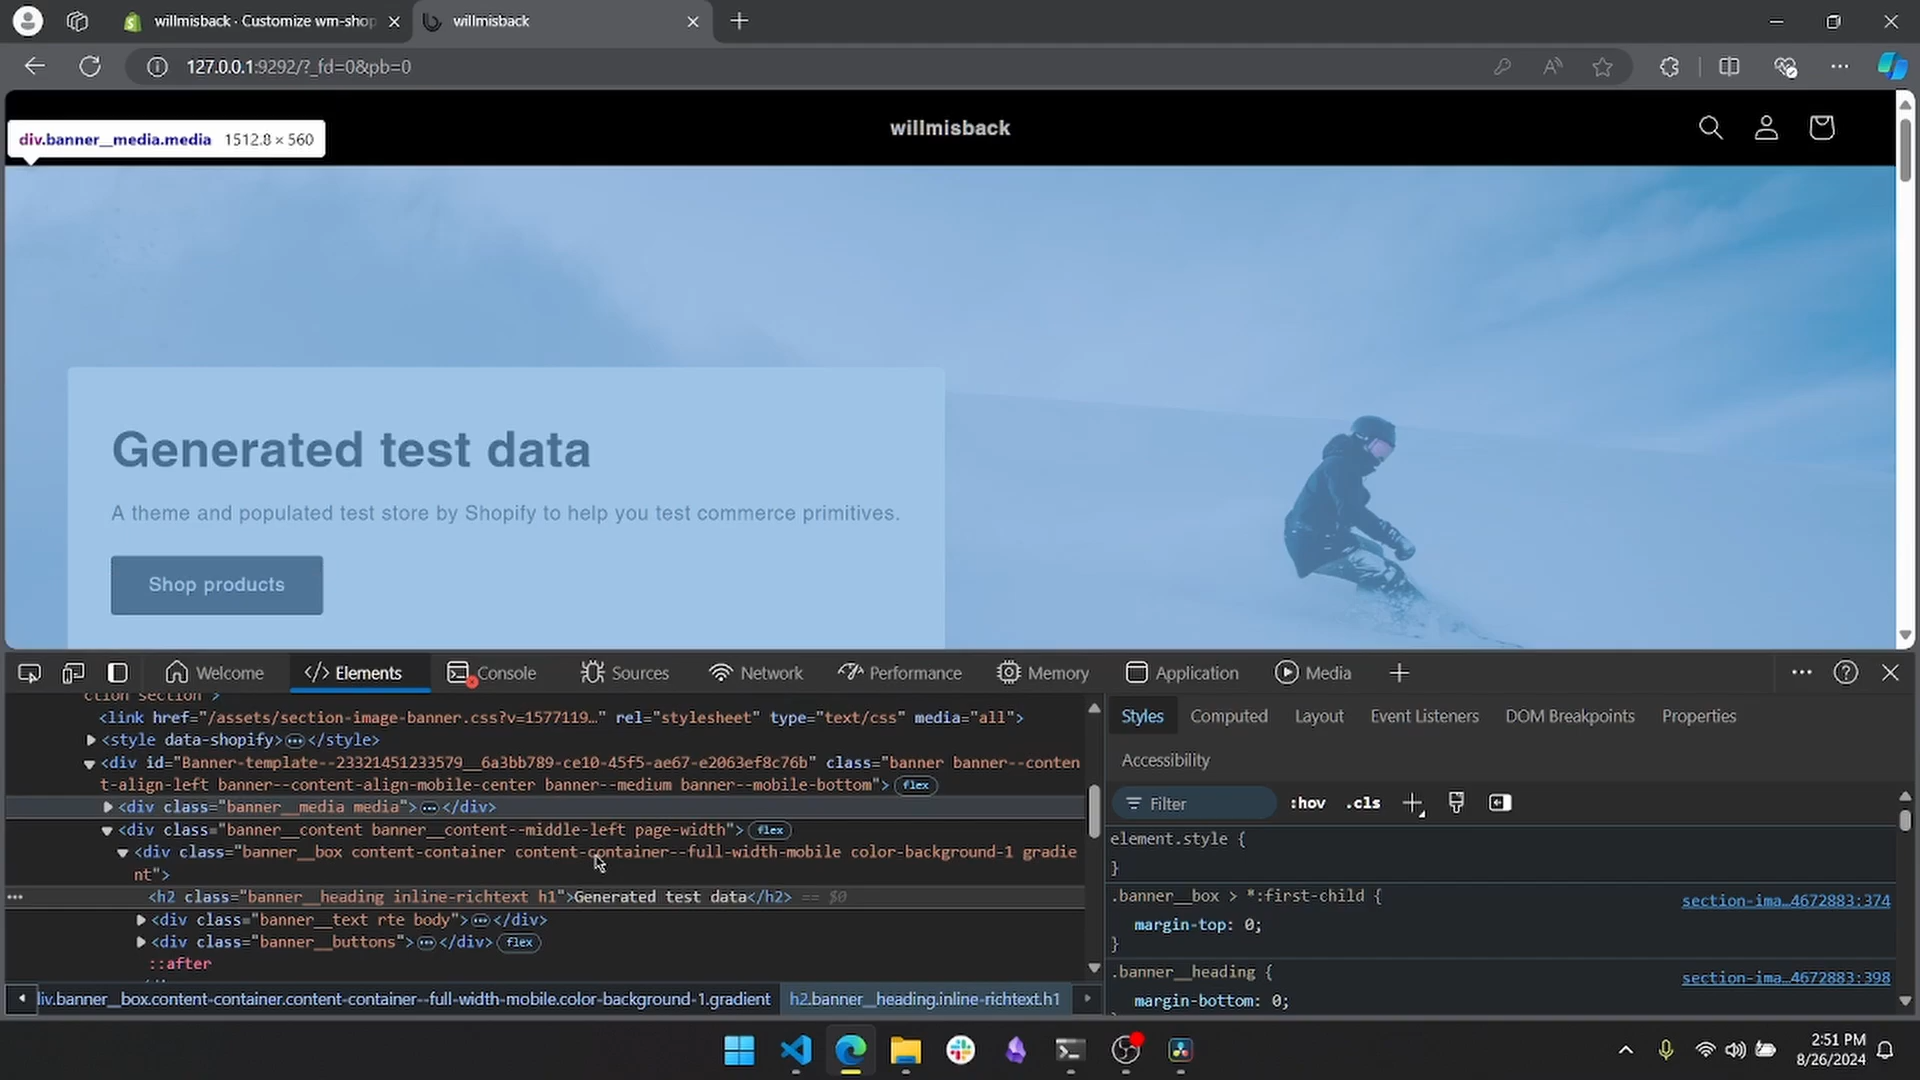 willmisback · Customize wm-shop
willmisback
127.0.0.1:9292/?_fd=0&pb=0
willmisback
div.banner__media.media 1512.8 × 560
Generated test data
A theme and populated test store by Shopify to help you test commerce primitives.
Shop products
Welcome
</> Elements
Console
Sources
Network
Performance
Memory
Application
Media
ction section">
<link href="/assets/section-image-banner.css?v=1577119…" rel="stylesheet" type="text/css" media="all">
<style data-shopify>…</style>
<div id="Banner-template--23321451233579__6a3bb789-ce10-45f5-ae67-e2063ef8c76b" class="banner banner--conten
t-align-left banner--content-align-mobile-center banner--medium banner--mobile-bottom"> flex
<div class="banner__media media">…</div>
<div class="banner__content banner__content--middle-left page-width"> flex
<div class="banner__box content-container content-container--full-width-mobile color-background-1 gradie
nt">
<h2 class="banner__heading inline-richtext h1">Generated test data</h2> == $0
<div class="banner__text rte body">…</div>
<div class="banner__buttons">…</div> flex
::after
iv.banner__box.content-container.content-container--full-width-mobile.color-background-1.gradient h2.banner__heading.inline-richtext.h1
Styles Computed Layout Event Listeners DOM Breakpoints Properties
Accessibility
Filter :hov .cls
element.style {
}
.banner__box > *:first-child { section-ima…4672883:374
margin-top: 0;
}
.banner__heading { section-ima…4672883:398
margin-bottom: 0;
2:51 PM
8/26/2024